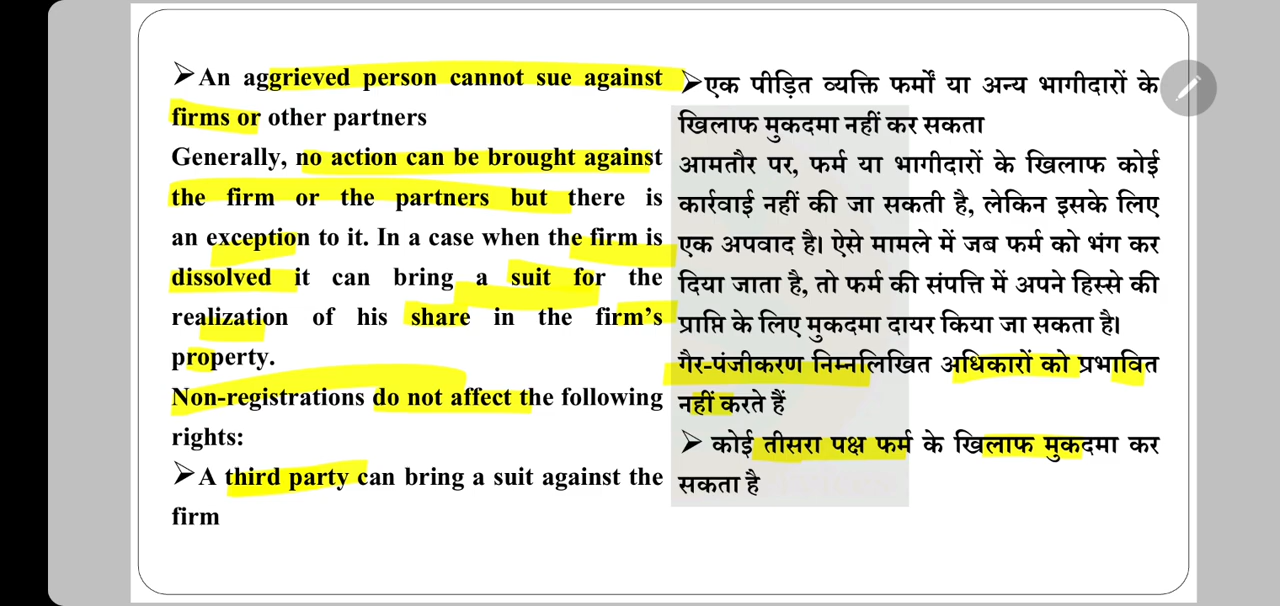 ➤An aggrieved person cannot sue against
firms or other partners
Generally, no action can be brought against
the firm or the partners but there is
an exception to it. In a case when the firm is
dissolved it can bring a suit for the
realization of his share in the firm's
property.
Non-registrations do not affect the following
rights:
➤A third party can bring a suit against the
firm
➤एक पीड़ित व्यक्ति फर्मों या अन्य भागीदारों के
खिलाफ मुकदमा नहीं कर सकता
आमतौर पर, फर्म या भागीदारों के खिलाफ कोई
कार्रवाई नहीं की जा सकती है, लेकिन इसके लिए
एक अपवाद है। ऐसे मामले में जब फर्म को भंग कर
दिया जाता है, तो फर्म की संपत्ति में अपने हिस्से की
प्राप्ति के लिए मुकदमा दायर किया जा सकता है।
गैर-पंजीकरण निम्नलिखित अधिकारों को प्रभावित
नहीं करते हैं
➤ कोई तीसरा पक्ष फर्म के खिलाफ मुकदमा कर
सकता है